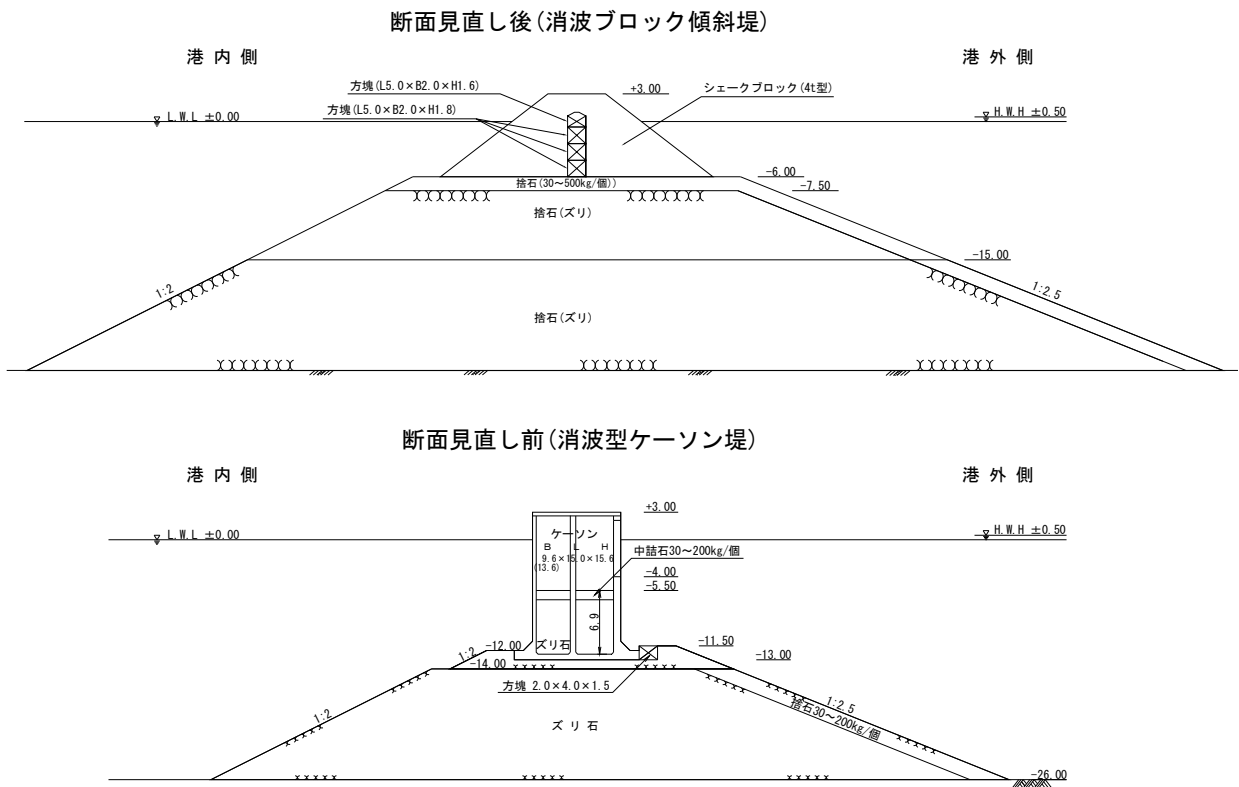 断面見直し後(消波ブロック傾斜堤)
港内側
港外側
方塊(L5.0×B2.0×H1.6)
+3.00
シェークブロック(4t型)
L.W.L ±0.00
方塊(L5.0×B2.0×H1.8)
H.W.H ±0.50
-6.00
捨石(30～500kg/個))
-7.50
捨石(ズリ)
-15.00
1:2
1:2.5
捨石(ズリ)
断面見直し前(消波型ケーソン堤)
港内側
港外側
+3.00
L.W.L ±0.00
H.W.H ±0.50
ケーソン
B L H
中詰石30～200kg/個
9.6×15.0×15.6
(13.6)
-4.00
-5.50
6.9
-12.00
ズリ石
-11.50
1:2
-14.00
-13.00
方塊 2.0×4.0×1.5
1:2
1:2.5
捨石30～200kg/個
ズリ石
-26.00